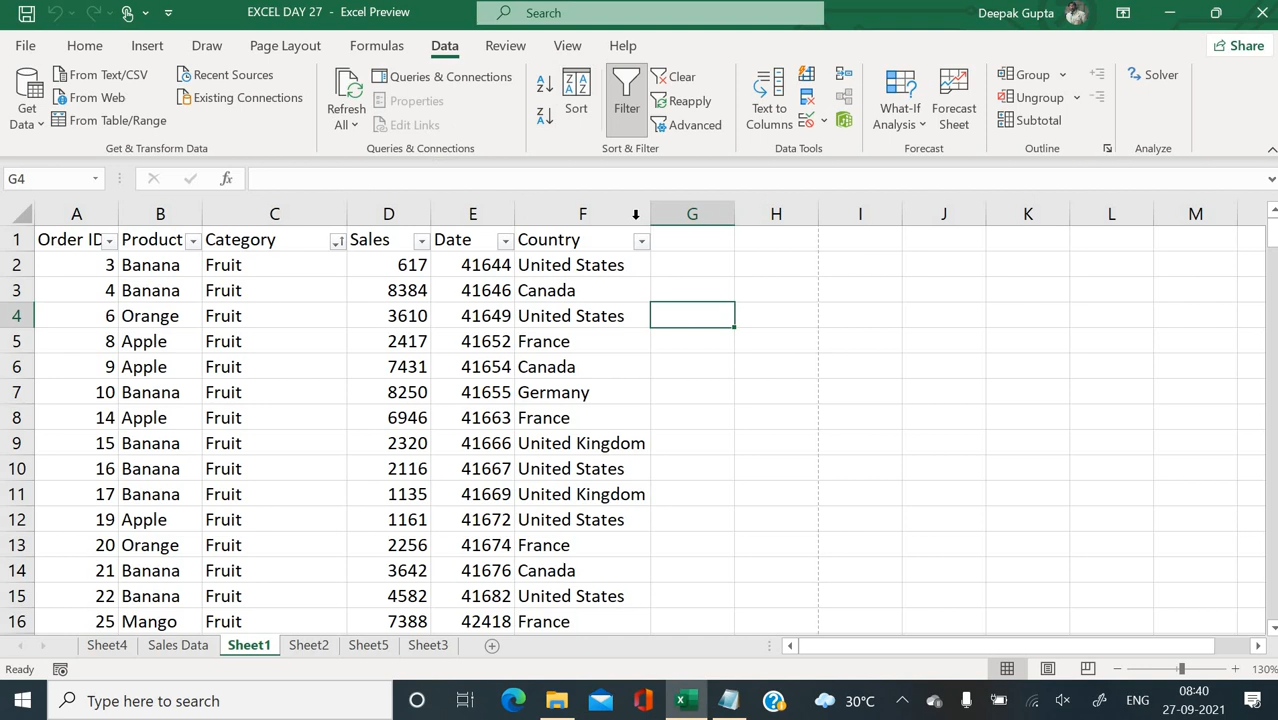 EXCEL DAY 27 - Excel Preview
Search
Deepak Gupta
File Home Insert Draw Page Layout Formulas Data Review View Help
Share
Get Data
From Text/CSV
From Web
From Table/Range
Recent Sources
Existing Connections
Get & Transform Data
Refresh All
Queries & Connections
Properties
Edit Links
Queries & Connections
Sort
Filter
Clear
Reapply
Advanced
Sort & Filter
Text to Columns
Data Tools
What-If Analysis
Forecast Sheet
Forecast
Group
Ungroup
Subtotal
Outline
Solver
Analyze
G4
fx
A B C D E F G H I J K L M
1 Order ID Product Category Sales Date Country
2 3 Banana Fruit 617 41644 United States
3 4 Banana Fruit 8384 41646 Canada
4 6 Orange Fruit 3610 41649 United States
5 8 Apple Fruit 2417 41652 France
6 9 Apple Fruit 7431 41654 Canada
7 10 Banana Fruit 8250 41655 Germany
8 14 Apple Fruit 6946 41663 France
9 15 Banana Fruit 2320 41666 United Kingdom
10 16 Banana Fruit 2116 41667 United States
11 17 Banana Fruit 1135 41669 United Kingdom
12 19 Apple Fruit 1161 41672 United States
13 20 Orange Fruit 2256 41674 France
14 21 Banana Fruit 3642 41676 Canada
15 22 Banana Fruit 4582 41682 United States
16 25 Mango Fruit 7388 42418 France
Sheet4 Sales Data Sheet1 Sheet2 Sheet5 Sheet3
Ready
130%
Type here to search
30°C
ENG
08:40
27-09-2021